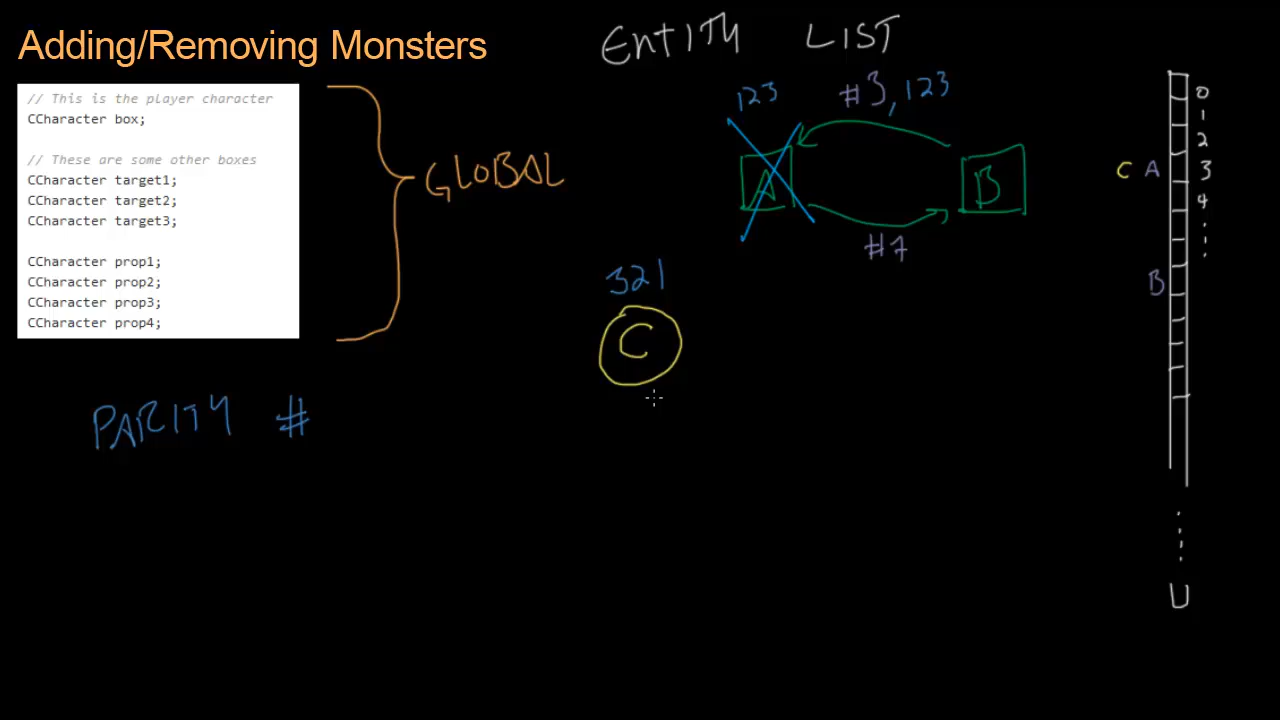 Adding/Removing Monsters
ENTITY LIST
// This is the player character
CCharacter box;
// These are some other boxes
CCharacter target1;
CCharacter target2;
CCharacter target3;
CCharacter prop1;
CCharacter prop2;
CCharacter prop3;
CCharacter prop4;
GLOBAL
PARITY #
123
#3, 123
A
B
#7
321
C
0
1
2
C A 3
4
B